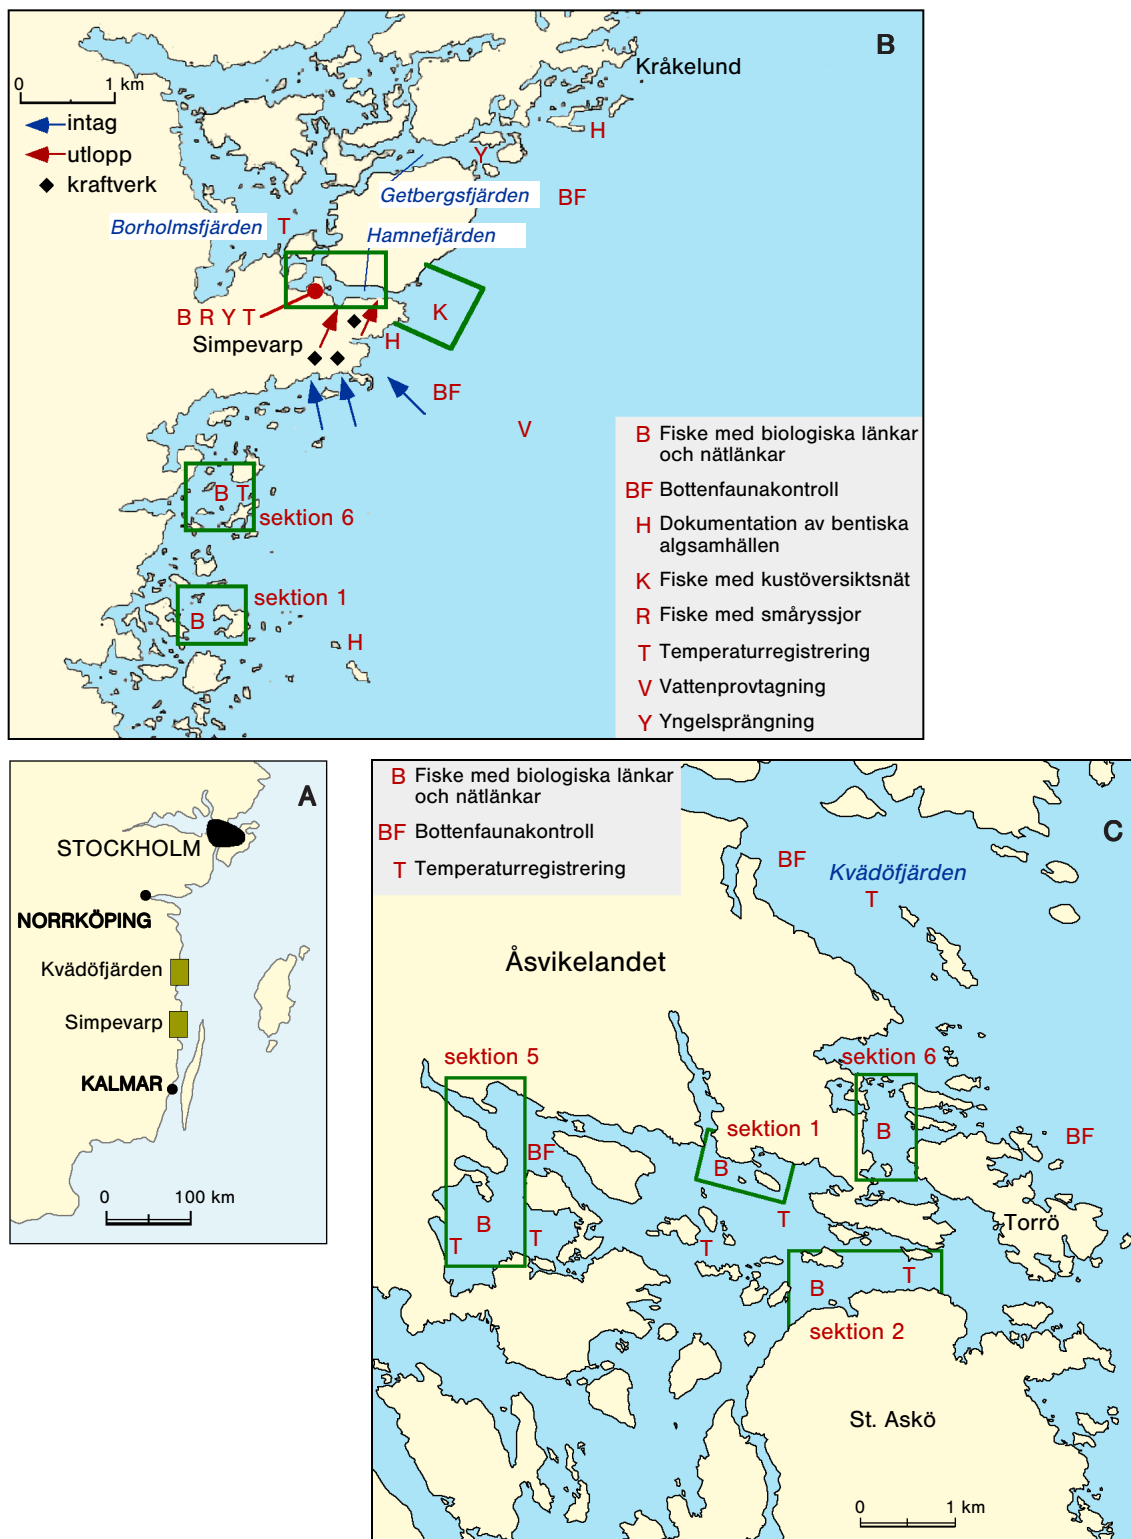 B
Kråkelund
0 1 km
intag
utlopp
kraftverk
H
Y
Getbergsfjärden
BF
Borholmsfjärden
T
Hamnefjärden
K
B R Y T
Simpevarp
H
BF
V
B T
sektion 6
sektion 1
B
H
B Fiske med biologiska länkar
och nätlänkar
BF Bottenfaunakontroll
H Dokumentation av bentiska
algsamhällen
K Fiske med kustöversiktsnät
R Fiske med småryssjor
T Temperaturregistrering
V Vattenprovtagning
Y Yngelsprängning
A
STOCKHOLM
NORRKÖPING
Kvädöfjärden
Simpevarp
KALMAR
0 100 km
B Fiske med biologiska länkar
och nätlänkar
BF Bottenfaunakontroll
T Temperaturregistrering
C
BF
Kvädöfjärden
T
Åsvikelandet
sektion 5
sektion 6
sektion 1
B
BF
BF
B
B
T
T
T
T
Torrö
B
T
sektion 2
St. Askö
0 1 km